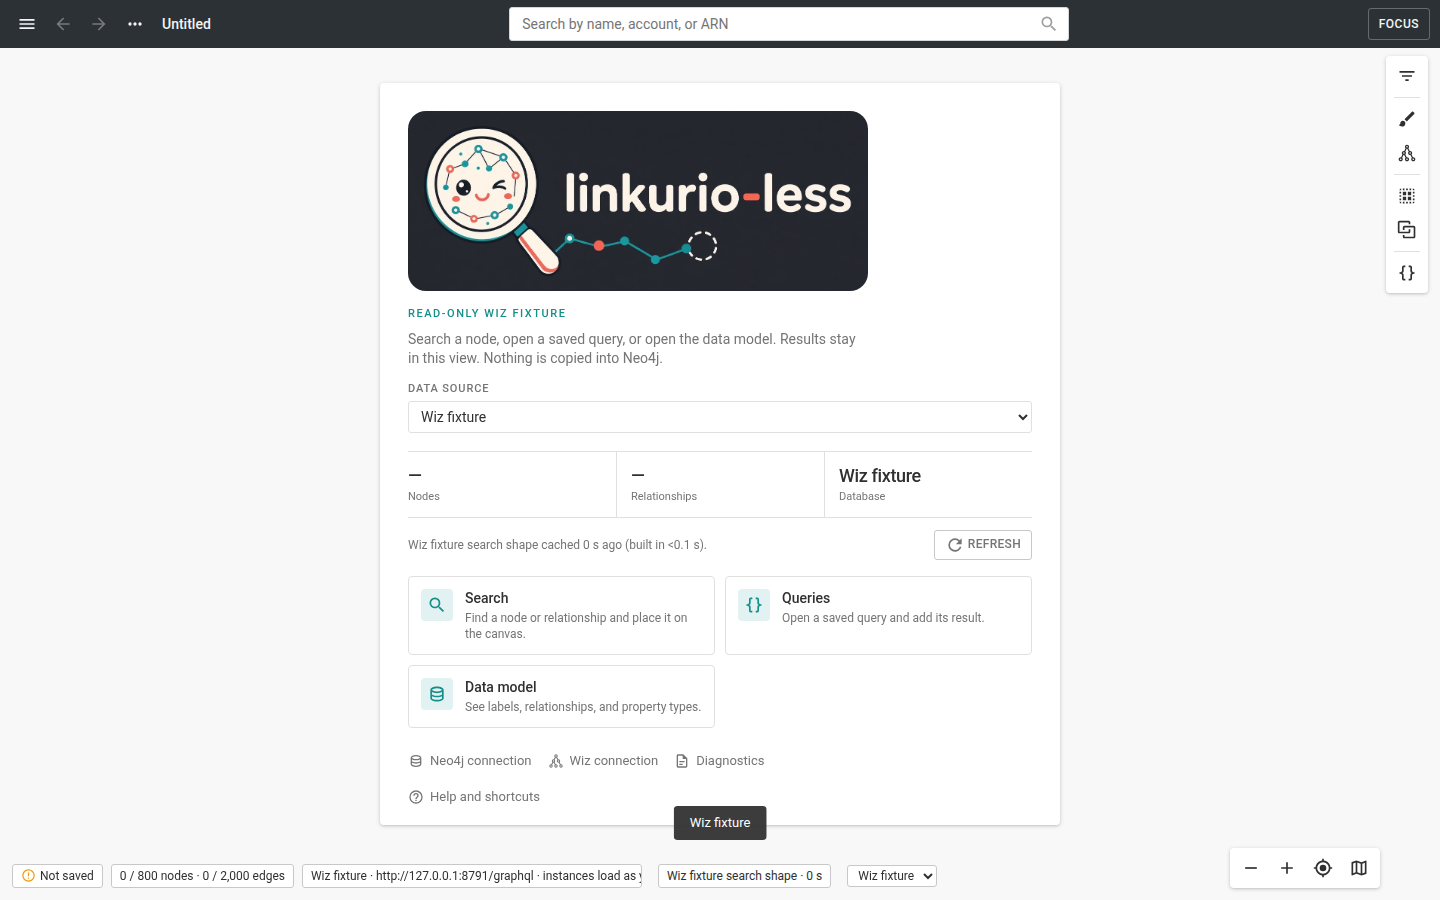 Untitled
Search by name, account, or ARN
FOCUS
linkurio-less
READ-ONLY WIZ FIXTURE
Search a node, open a saved query, or open the data model. Results stay
in this view. Nothing is copied into Neo4j.
DATA SOURCE
Wiz fixture
—
Nodes
—
Relationships
Wiz fixture
Database
Wiz fixture search shape cached 0 s ago (built in <0.1 s).
REFRESH
Search
Find a node or relationship and place it on
the canvas.
Queries
Open a saved query and add its result.
Data model
See labels, relationships, and property types.
Neo4j connection
Wiz connection
Diagnostics
Help and shortcuts
Wiz fixture
Not saved
0 / 800 nodes · 0 / 2,000 edges
Wiz fixture · http://127.0.0.1:8791/graphql · instances load as
Wiz fixture search shape · 0 s
Wiz fixture